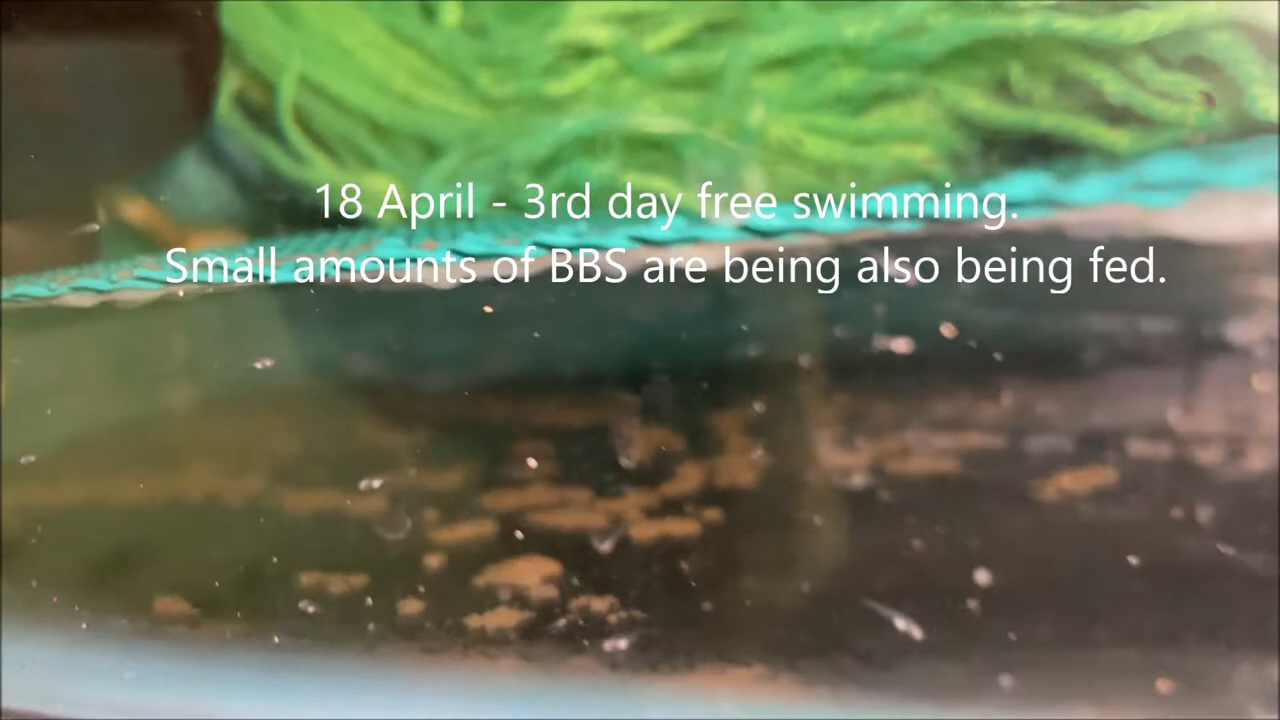 18 April - 3rd day free swimming.
Small amounts of BBS are being also being fed.